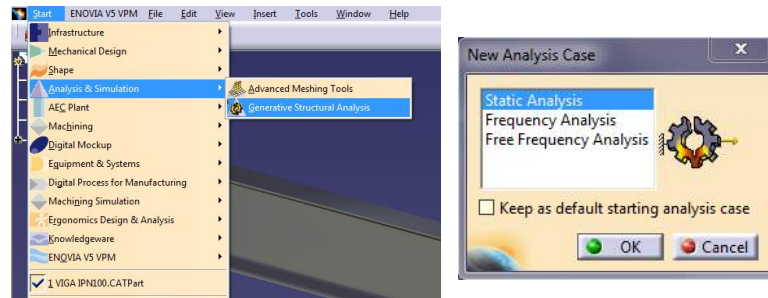 Start ENOVIA V5 VPM File Edit View Insert Tools Window Help
Infrastructure
Mechanical Design
Shape
Analysis & Simulation
AEC Plant
Machining
Digital Mockup
Equipment & Systems
Digital Process for Manufacturing
Machining Simulation
Ergonomics Design & Analysis
Knowledgeware
ENOVIA V5 VPM
1 VIGA IPN100.CATPart
Advanced Meshing Tools
Generative Structural Analysis
New Analysis Case
Static Analysis
Frequency Analysis
Free Frequency Analysis
Keep as default starting analysis case
OK Cancel